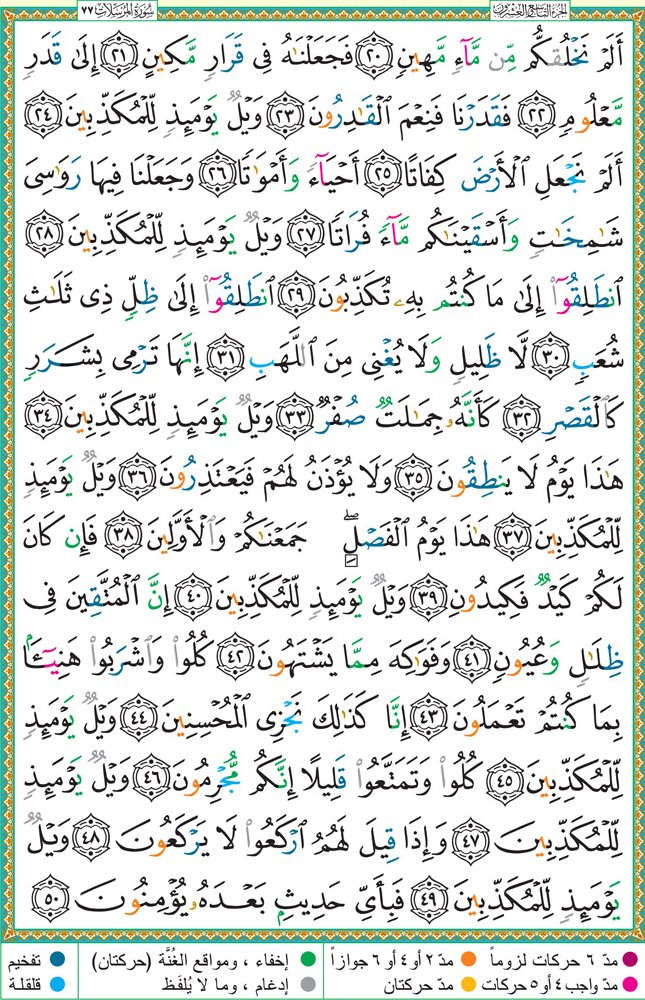 سُورَةُ المُرْسَلَات ٧٧ الجزء التاسع والعشرون
أَلَمۡ نَخۡلُقكُّم مِّن مَّآءٖ مَّهِينٖ ٢٠ فَجَعَلۡنَٰهُ فِي قَرَارٖ مَّكِينٍ ٢١ إِلَىٰ قَدَرٖ
مَّعۡلُومٖ ٢٢ فَقَدَرۡنَا فَنِعۡمَ ٱلۡقَٰدِرُونَ ٢٣ وَيۡلٞ يَوۡمَئِذٖ لِّلۡمُكَذِّبِينَ ٢٤
أَلَمۡ نَجۡعَلِ ٱلۡأَرۡضَ كِفَاتًا ٢٥ أَحۡيَآءٗ وَأَمۡوَٰتٗا ٢٦ وَجَعَلۡنَا فِيهَا رَوَٰسِيَ
شَٰمِخَٰتٖ وَأَسۡقَيۡنَٰكُم مَّآءٗ فُرَاتٗا ٢٧ وَيۡلٞ يَوۡمَئِذٖ لِّلۡمُكَذِّبِينَ ٢٨
ٱنطَلِقُوٓاْ إِلَىٰ مَا كُنتُم بِهِۦ تُكَذِّبُونَ ٢٩ ٱنطَلِقُوٓاْ إِلَىٰ ظِلّٖ ذِي ثَلَٰثِ
شُعَبٖ ٣٠ لَّا ظَلِيلٖ وَلَا يُغۡنِي مِنَ ٱللَّهَبِ ٣١ إِنَّهَا تَرۡمِي بِشَرَرٖ
كَٱلۡقَصۡرِ ٣٢ كَأَنَّهُۥ جِمَٰلَتٞ صُفۡرٞ ٣٣ وَيۡلٞ يَوۡمَئِذٖ لِّلۡمُكَذِّبِينَ ٣٤
هَٰذَا يَوۡمُ لَا يَنطِقُونَ ٣٥ وَلَا يُؤۡذَنُ لَهُمۡ فَيَعۡتَذِرُونَ ٣٦ وَيۡلٞ يَوۡمَئِذٖ
لِّلۡمُكَذِّبِينَ ٣٧ هَٰذَا يَوۡمُ ٱلۡفَصۡلِۖ جَمَعۡنَٰكُمۡ وَٱلۡأَوَّلِينَ ٣٨ فَإِن كَانَ
لَكُمۡ كَيۡدٞ فَكِيدُونِ ٣٩ وَيۡلٞ يَوۡمَئِذٖ لِّلۡمُكَذِّبِينَ ٤٠ إِنَّ ٱلۡمُتَّقِينَ فِي
ظِلَٰلٖ وَعُيُونٖ ٤١ وَفَوَٰكِهَ مِمَّا يَشۡتَهُونَ ٤٢ كُلُواْ وَٱشۡرَبُواْ هَنِيٓـَٔۢا
بِمَا كُنتُمۡ تَعۡمَلُونَ ٤٣ إِنَّا كَذَٰلِكَ نَجۡزِي ٱلۡمُحۡسِنِينَ ٤٤ وَيۡلٞ يَوۡمَئِذٖ
لِّلۡمُكَذِّبِينَ ٤٥ كُلُواْ وَتَمَتَّعُواْ قَلِيلًا إِنَّكُم مُّجۡرِمُونَ ٤٦ وَيۡلٞ يَوۡمَئِذٖ
لِّلۡمُكَذِّبِينَ ٤٧ وَإِذَا قِيلَ لَهُمُ ٱرۡكَعُواْ لَا يَرۡكَعُونَ ٤٨ وَيۡلٞ
يَوۡمَئِذٖ لِّلۡمُكَذِّبِينَ ٤٩ فَبِأَيِّ حَدِيثِۭ بَعۡدَهُۥ يُؤۡمِنُونَ ٥٠
مدّ ٦ حركات لزوماً مدّ ٢ أو ٤ أو ٦ جوازاً إخفاء ، ومواقع الغُنَّة (حركتان) تفخيم
مدّ واجب ٤ أو ٥ حركات مدّ حركتان إدغام ، وما لا يُلفَظ قلقلة